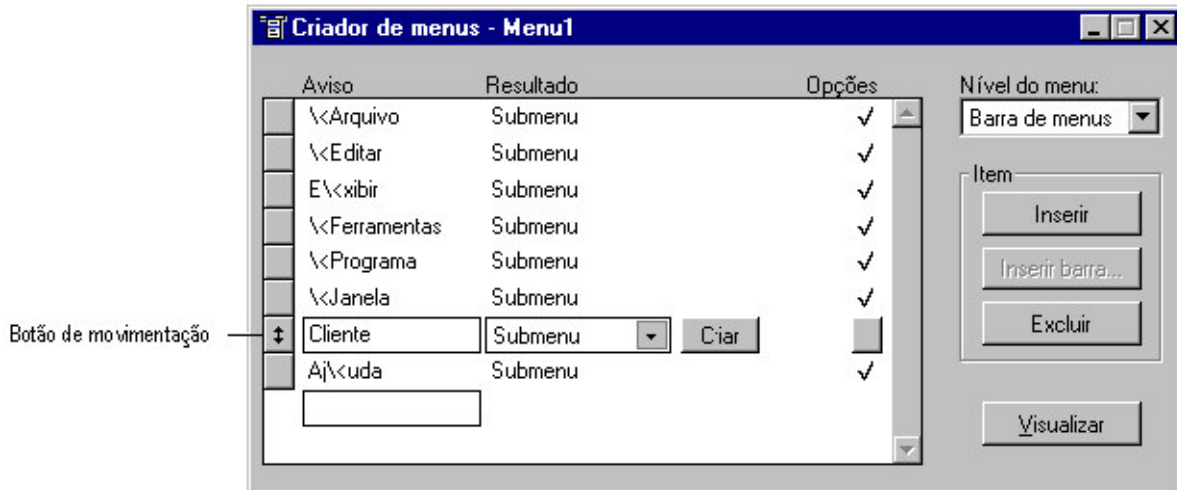 Criador de menus - Menu1
Aviso Resultado Opções Nível do menu:
\<Arquivo Submenu Barra de menus
\<Editar Submenu
E\<xibir Submenu Item
\<Ferramentas Submenu Inserir
\<Programa Submenu Inserir barra...
\<Janela Submenu
Botão de movimentação Cliente Submenu Criar Excluir
Aj\<uda Submenu
Visualizar